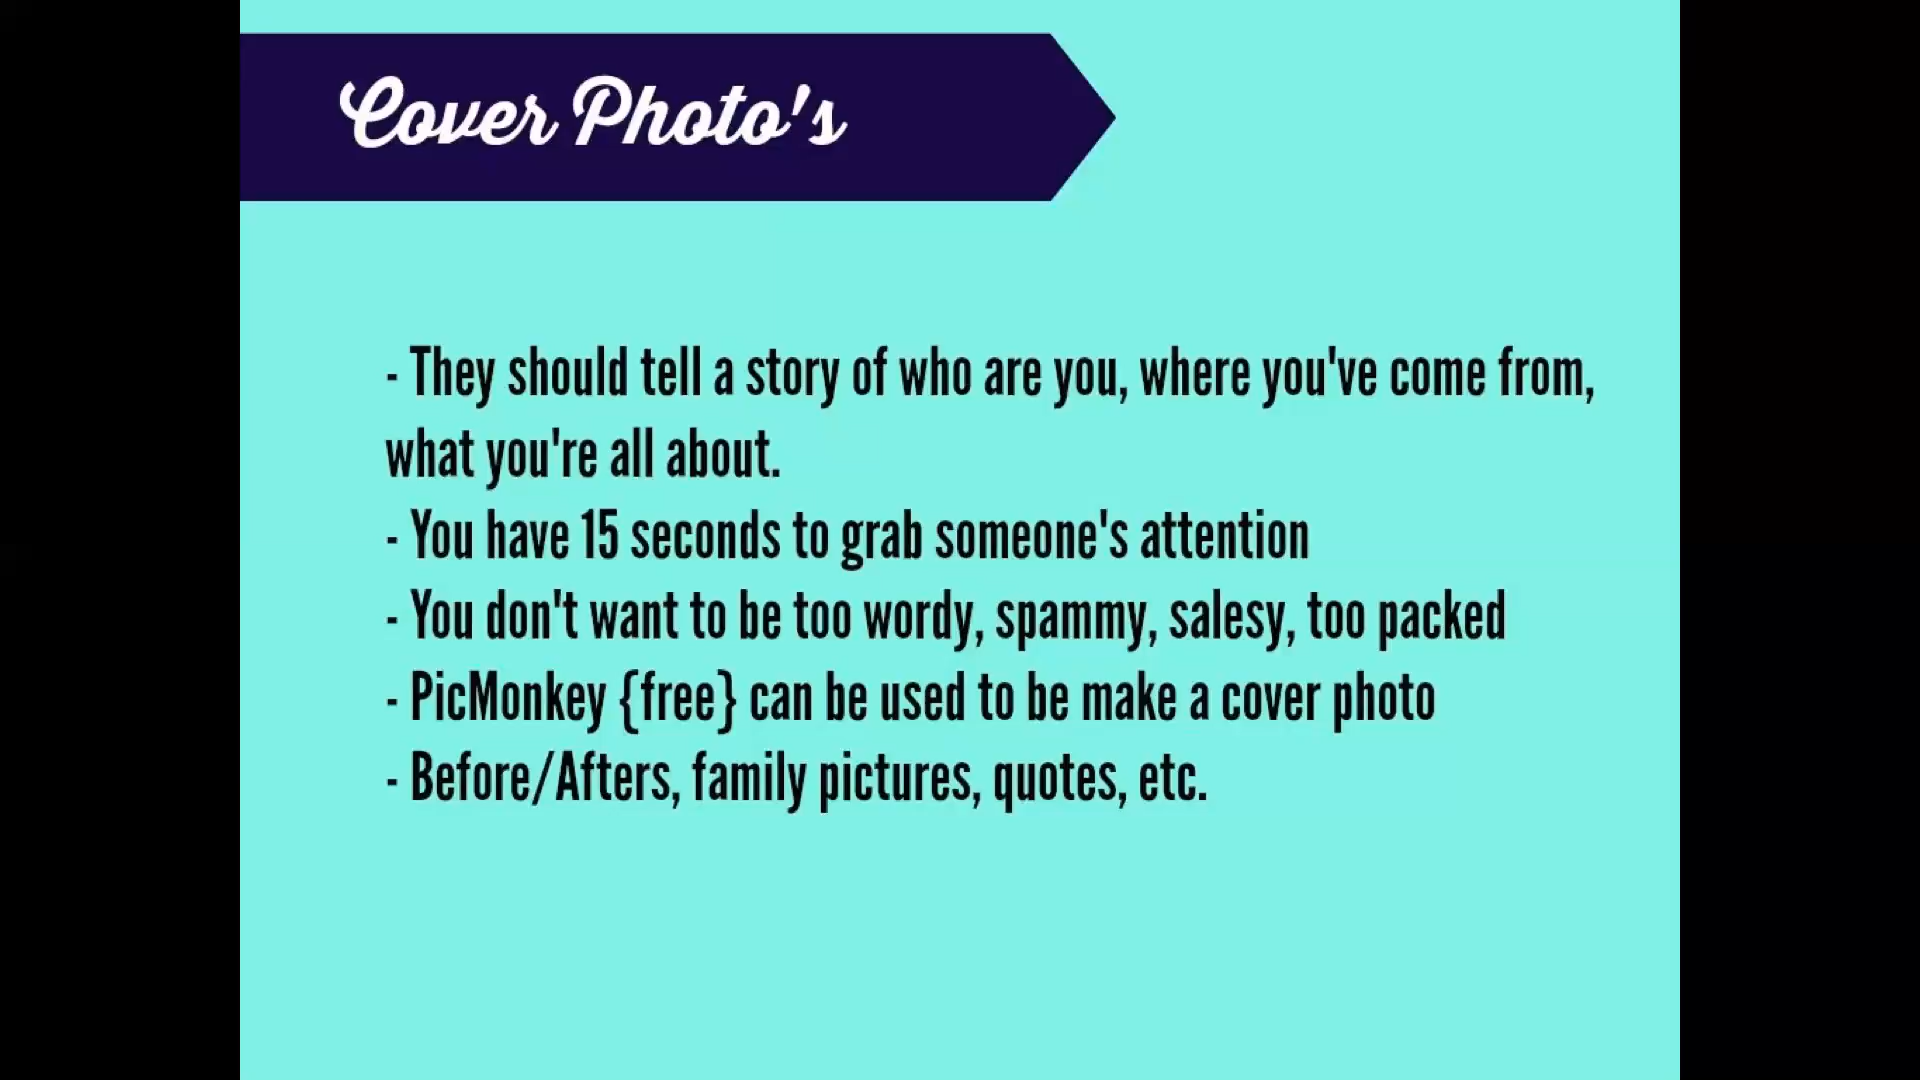 Cover Photo's
- They should tell a story of who are you, where you've come from,
what you're all about.
- You have 15 seconds to grab someone's attention
- You don't want to be too wordy, spammy, salesy, too packed
- PicMonkey {free} can be used to be make a cover photo
- Before/Afters, family pictures, quotes, etc.